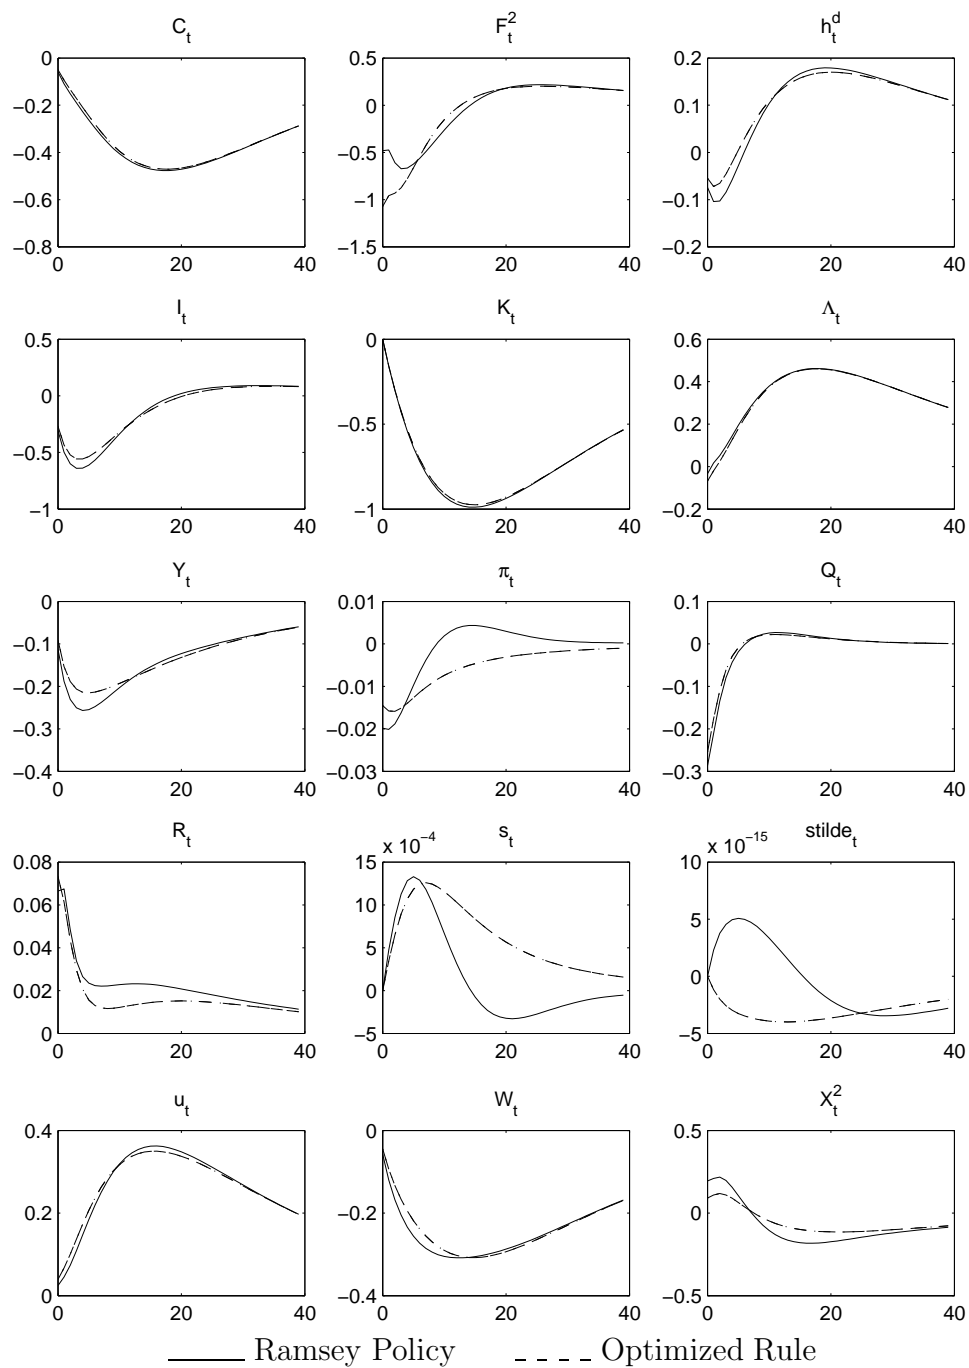 C_t F_t^2 h_t^d
0 0.5 0.2
−0.2 0 0.1
−0.4 −0.5 0
−0.6 −1 −0.1
−0.8 −1.5 −0.2
0 20 40 0 20 40 0 20 40
I_t K_t Λ_t
0.5 0 0.6
0 −0.5 0.4
−0.5 −1 0.2
−1 0
−0.2
0 20 40 0 20 40 0 20 40
Y_t π_t Q_t
0 0.01 0.1
−0.1 0 0
−0.2 −0.01 −0.1
−0.3 −0.02 −0.2
−0.4 −0.03 −0.3
0 20 40 0 20 40 0 20 40
R_t s_t stilde_t
x 10^−4 x 10^−15
0.08 15 10
0.06 10 5
0.04 5 0
0.02 0 −5
0 −5
0 20 40 0 20 40 0 20 40
u_t W_t X_t^2
0.4 0 0.5
0.2 −0.2 0
0 −0.4 −0.5
0 20 40 0 20 40 0 20 40
Ramsey Policy Optimized Rule